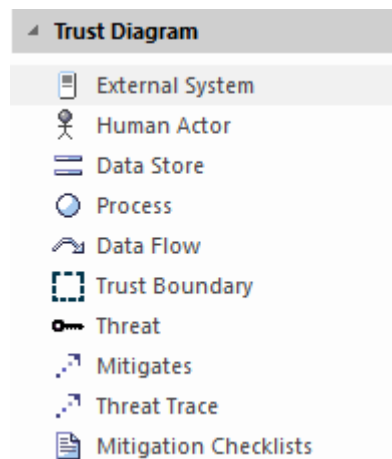 Trust Diagram
External System
Human Actor
Data Store
Process
Data Flow
Trust Boundary
Threat
Mitigates
Threat Trace
Mitigation Checklists